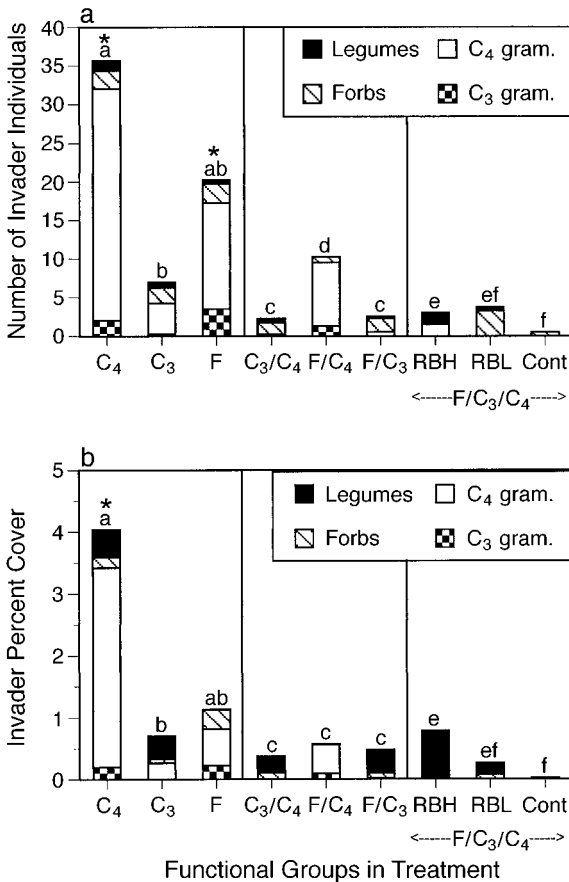 a
Number of Invader Individuals
40
35
30
25
20
15
10
5
0
Legumes
C4 gram.
Forbs
C3 gram.
*
a
b
*
ab
c
d
c
e
ef
f
C4 C3 F C3/C4 F/C4 F/C3 RBH RBL Cont
<-----F/C3/C4---->
b
Invader Percent Cover
5
4
3
2
1
0
Legumes
C4 gram.
Forbs
C3 gram.
*
a
b
ab
c
c
c
e
ef
f
C4 C3 F C3/C4 F/C4 F/C3 RBH RBL Cont
<-----F/C3/C4---->
Functional Groups in Treatment